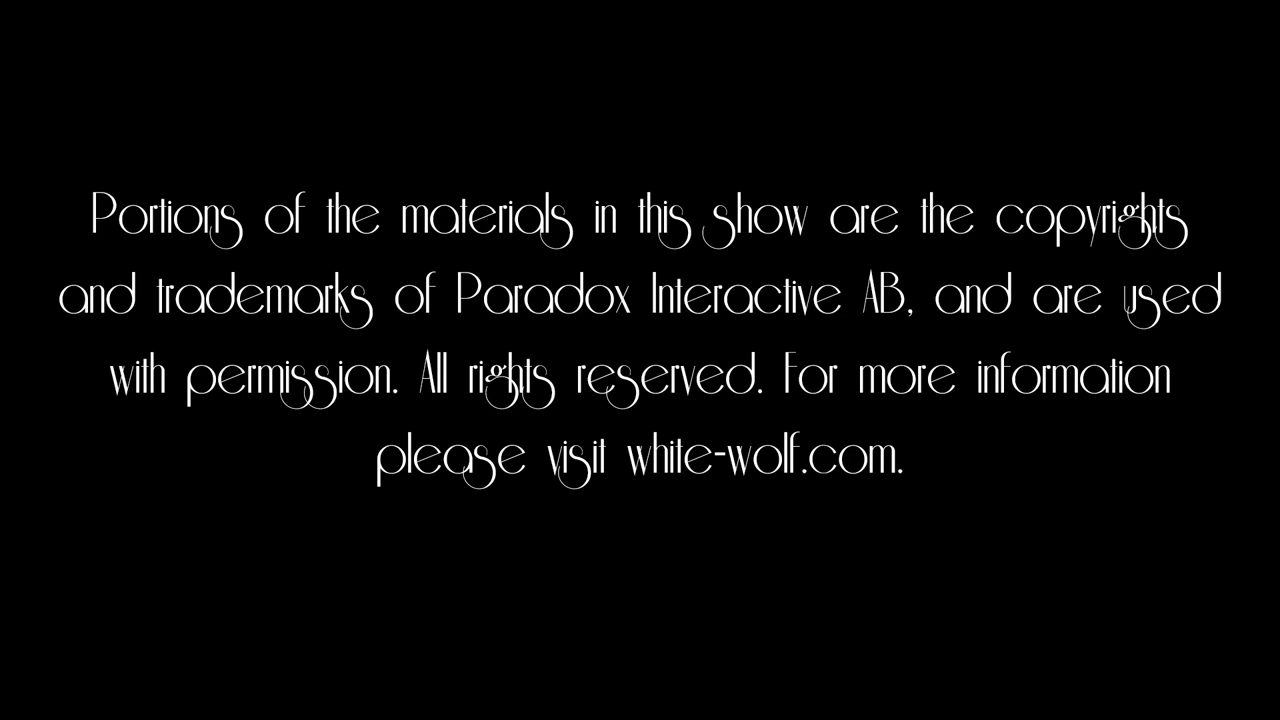 Portions of the materials in this show are the copyrights
and trademarks of Paradox Interactive AB, and are used
with permission. All rights reserved. For more information
please visit white-wolf.com.